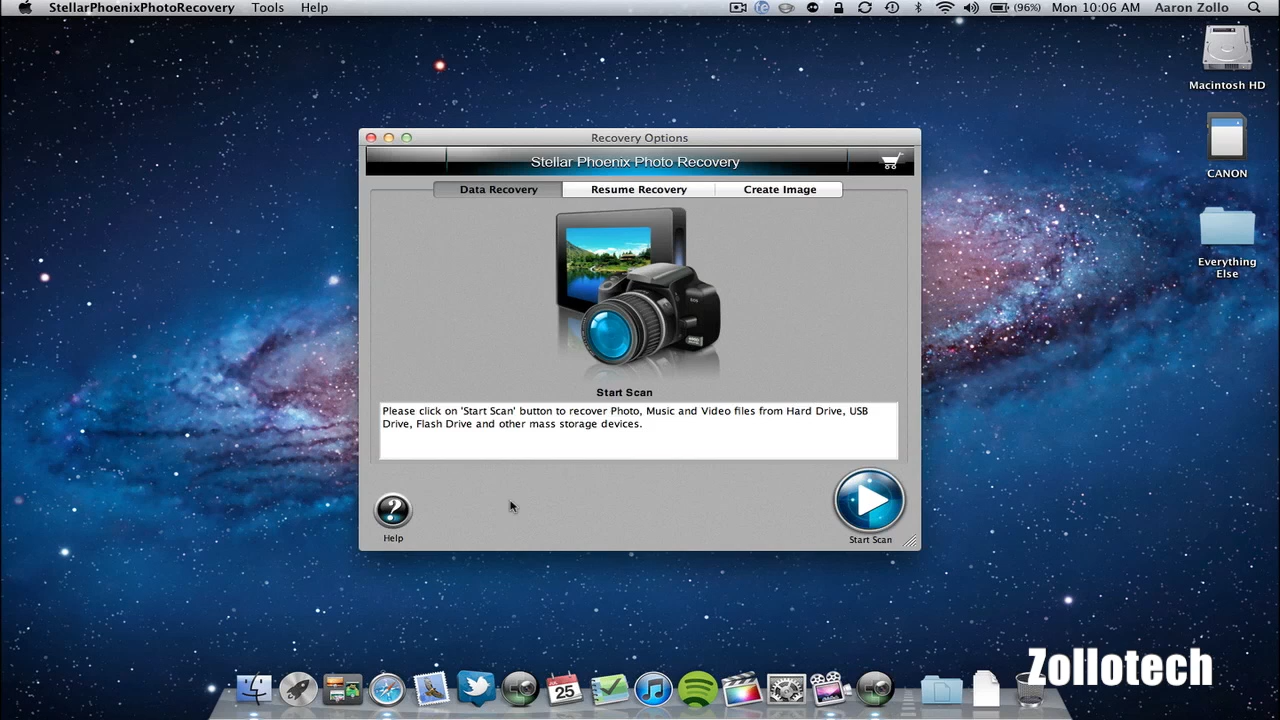 StellarPhoenixPhotoRecovery Tools Help
(96%) Mon 10:06 AM Aaron Zollo
Macintosh HD
CANON
Everything
Else
Recovery Options
Stellar Phoenix Photo Recovery
Data Recovery Resume Recovery Create Image
Start Scan
Please click on 'Start Scan' button to recover Photo, Music and Video files from Hard Drive, USB
Drive, Flash Drive and other mass storage devices.
?
Help
Start Scan
25
Zollotech